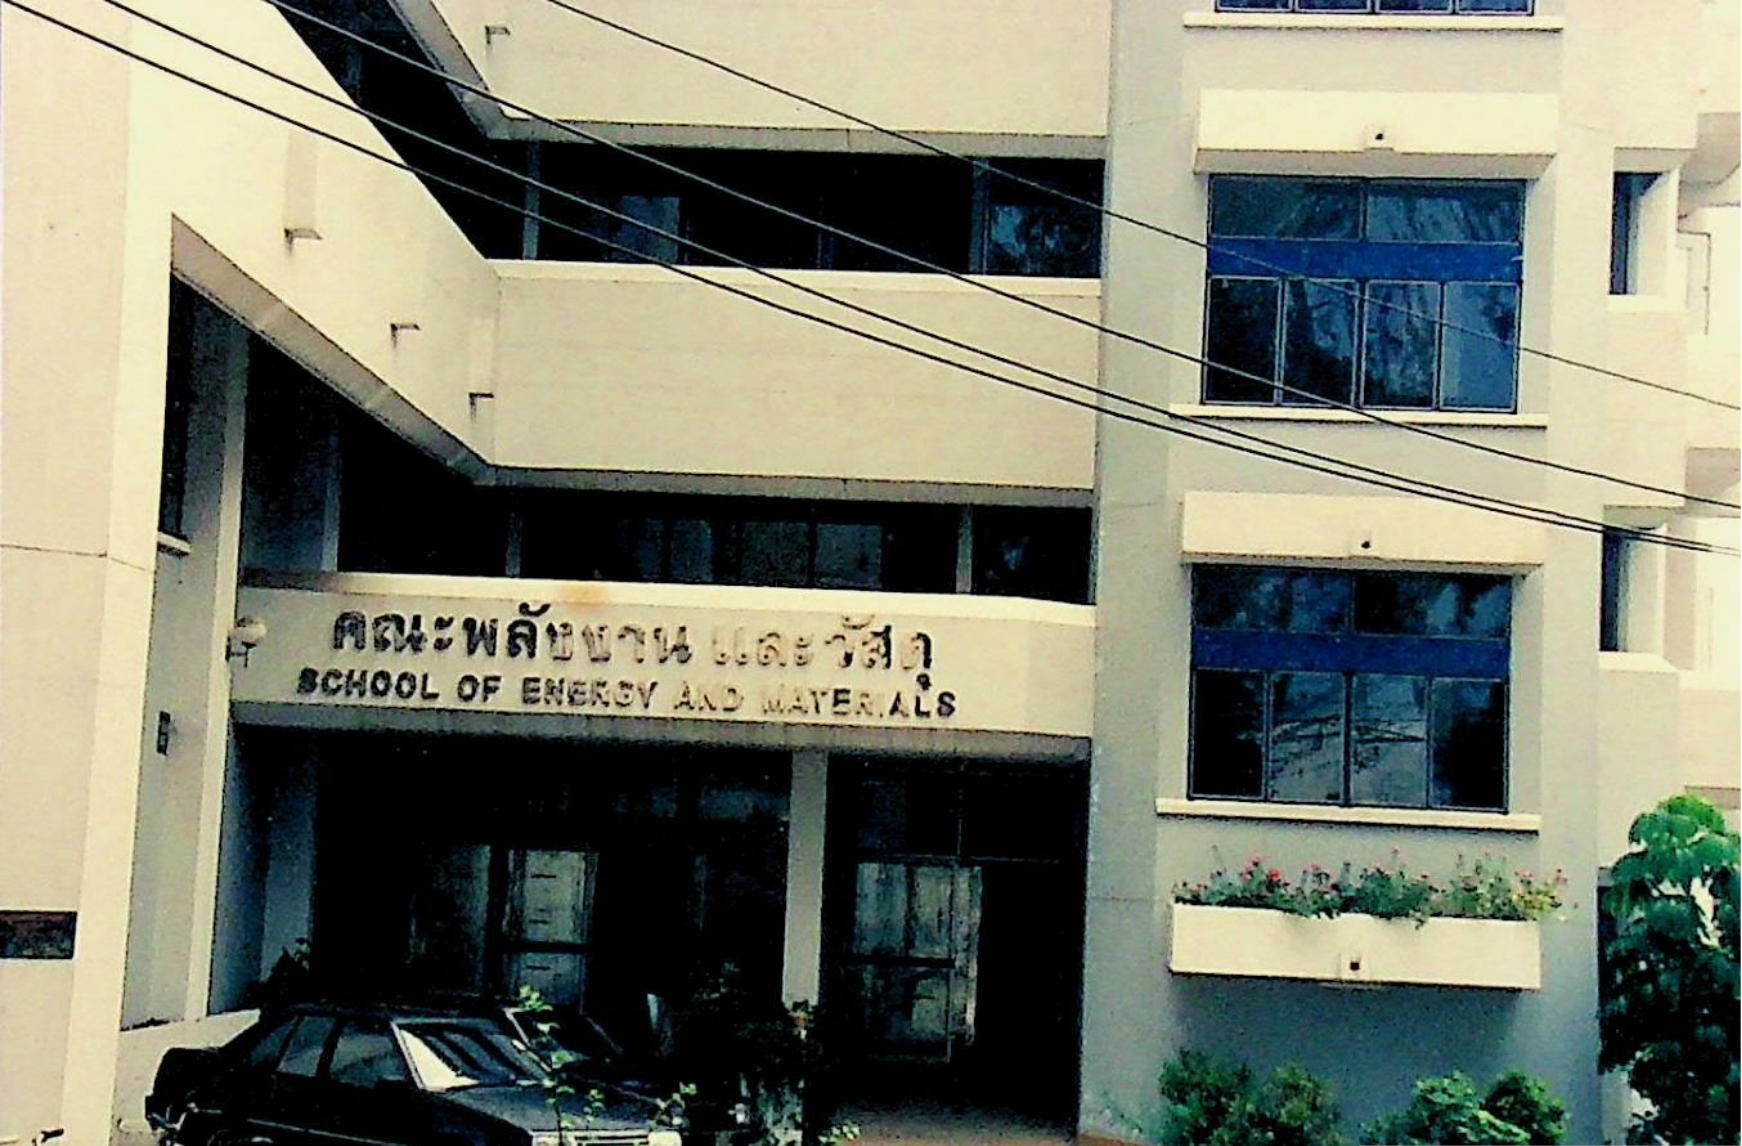 คณะพลังงาน และวัสดุ
SCHOOL OF ENERGY AND MATERIALS